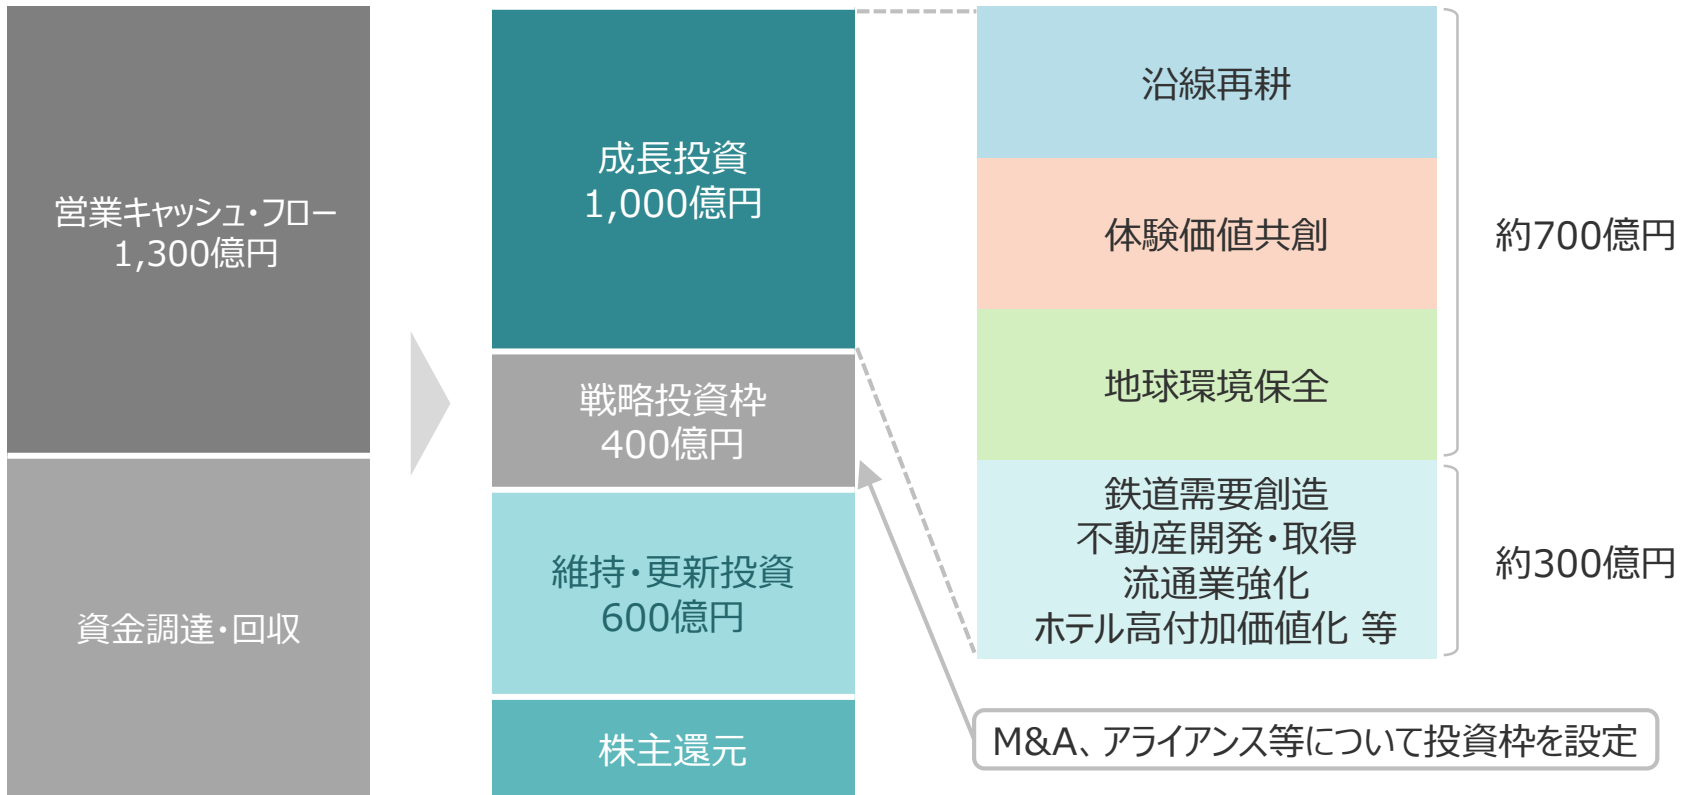 営業キャッシュ・フロー
1,300億円
資金調達・回収
成長投資
1,000億円
戦略投資枠
400億円
維持・更新投資
600億円
株主還元
沿線再耕
体験価値共創
地球環境保全
約700億円
鉄道需要創造
不動産開発・取得
流通業強化
ホテル高付加価値化 等
約300億円
M&A、アライアンス等について投資枠を設定